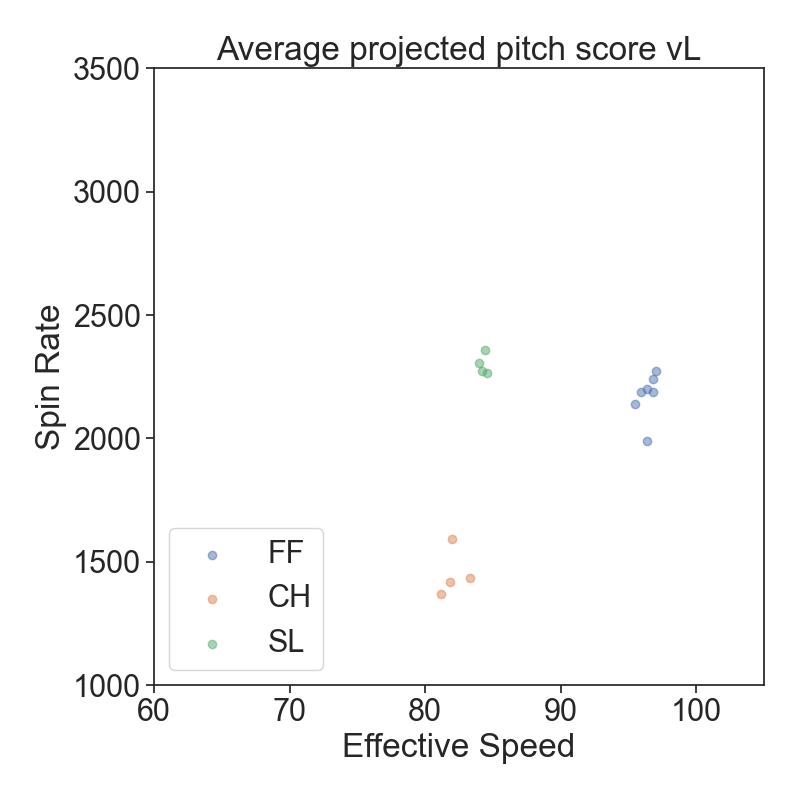 Average projected pitch score vL
3500
3000
2500
2000
1500
1000
Spin Rate
FF
CH
SL
60 70 80 90 100
Effective Speed